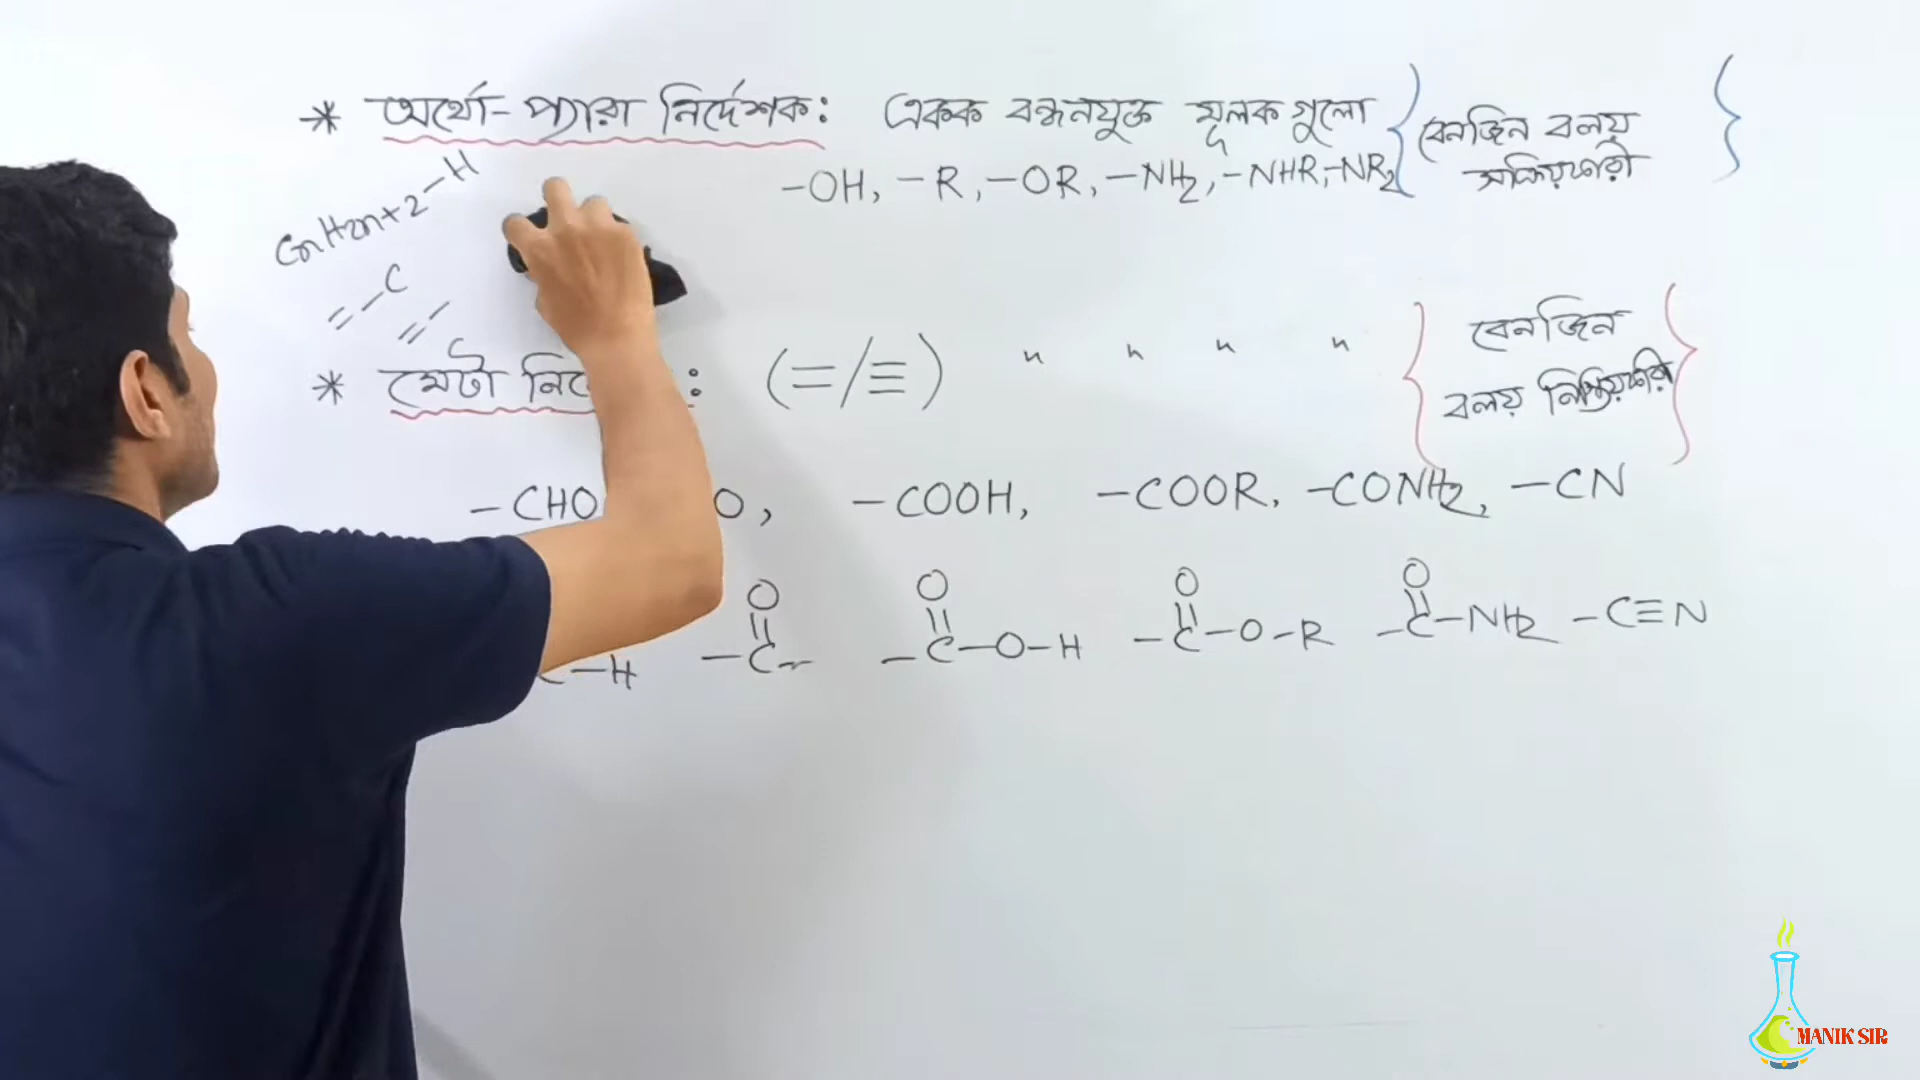 * অর্থো-প্যারা নির্দেশক: একক বন্ধনযুক্ত মূলক গুলো { বেনজিন বলয় সক্রিয়কারী }
-OH, -R, -OR, -NH2, -NHR, -NR2
CnH2n+2 -H
= -C
= -
* মেটা : (=/≡) " " " " { বেনজিন বলয় নিষ্ক্রিয়কারী }
-CHO O, -COOH, -COOR, -CONH2, -CN
C-H
O
||
-C-
O
||
-C-O-H
O
||
-C-O-R
O
||
-C-NH2
-C≡N
MANIK SIR